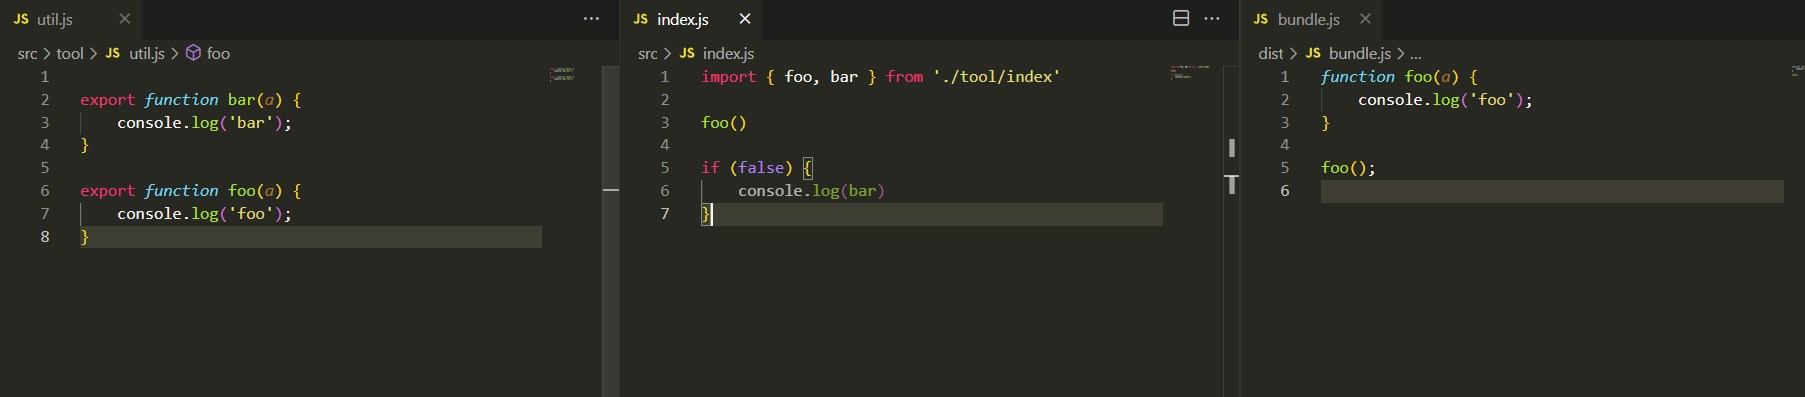 JS util.js × ...
src > tool > JS util.js > foo
1
2 export function bar(a) {
3 console.log('bar');
4 }
5
6 export function foo(a) {
7 console.log('foo');
8 }
JS index.js × ...
src > JS index.js
1 import { foo, bar } from './tool/index'
2
3 foo()
4
5 if (false) {
6 console.log(bar)
7 }
JS bundle.js ×
dist > JS bundle.js > ...
1 function foo(a) {
2 console.log('foo');
3 }
4
5 foo();
6